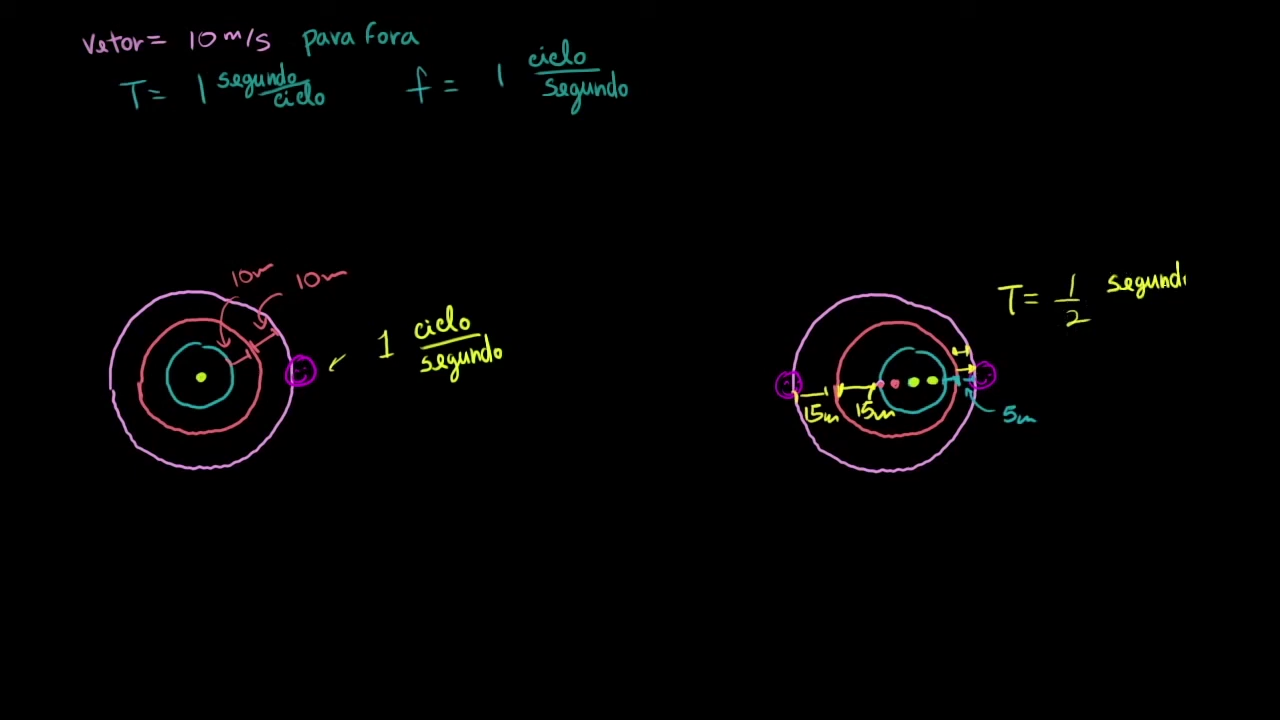 Vetor = 10 m/s para fora
T = 1 segundo/ciclo f = 1 ciclo/segundo
10m 10m
1 ciclo/segundo
T = 1/2 segund
15m 15m 5m